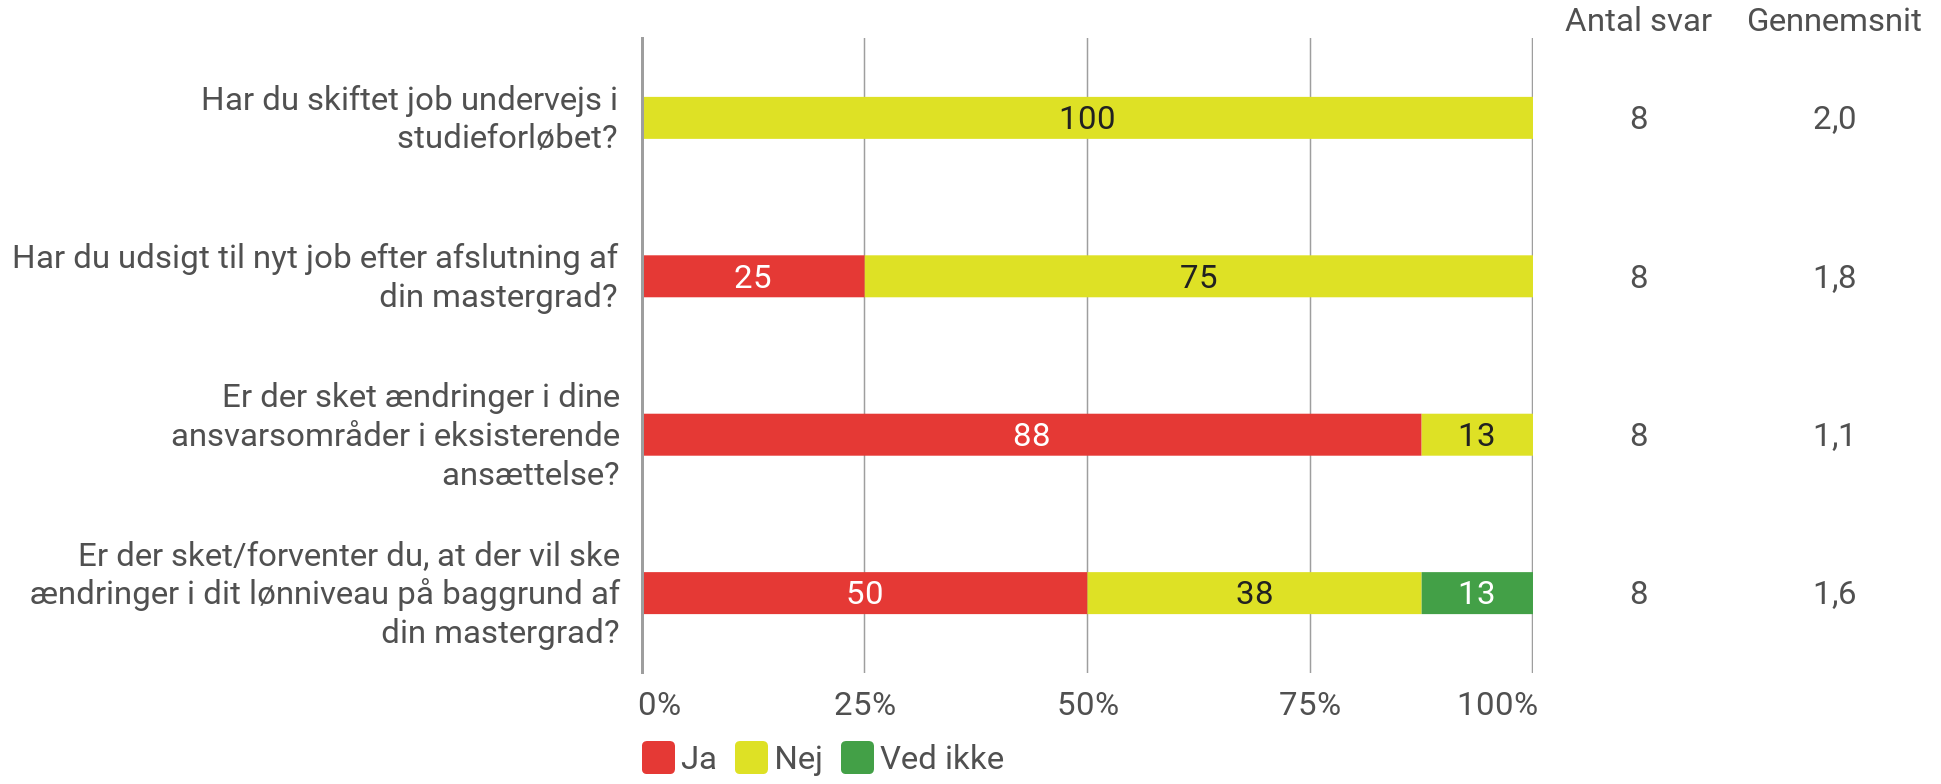 Antal svar Gennemsnit
Har du skiftet job undervejs i
studieforløbet?
100 8 2,0
Har du udsigt til nyt job efter afslutning af
din mastergrad?
25 75 8 1,8
Er der sket ændringer i dine
ansvarsområder i eksisterende
ansættelse?
88 13 8 1,1
Er der sket/forventer du, at der vil ske
ændringer i dit lønniveau på baggrund af
din mastergrad?
50 38 13 8 1,6
0% 25% 50% 75% 100%
Ja Nej Ved ikke